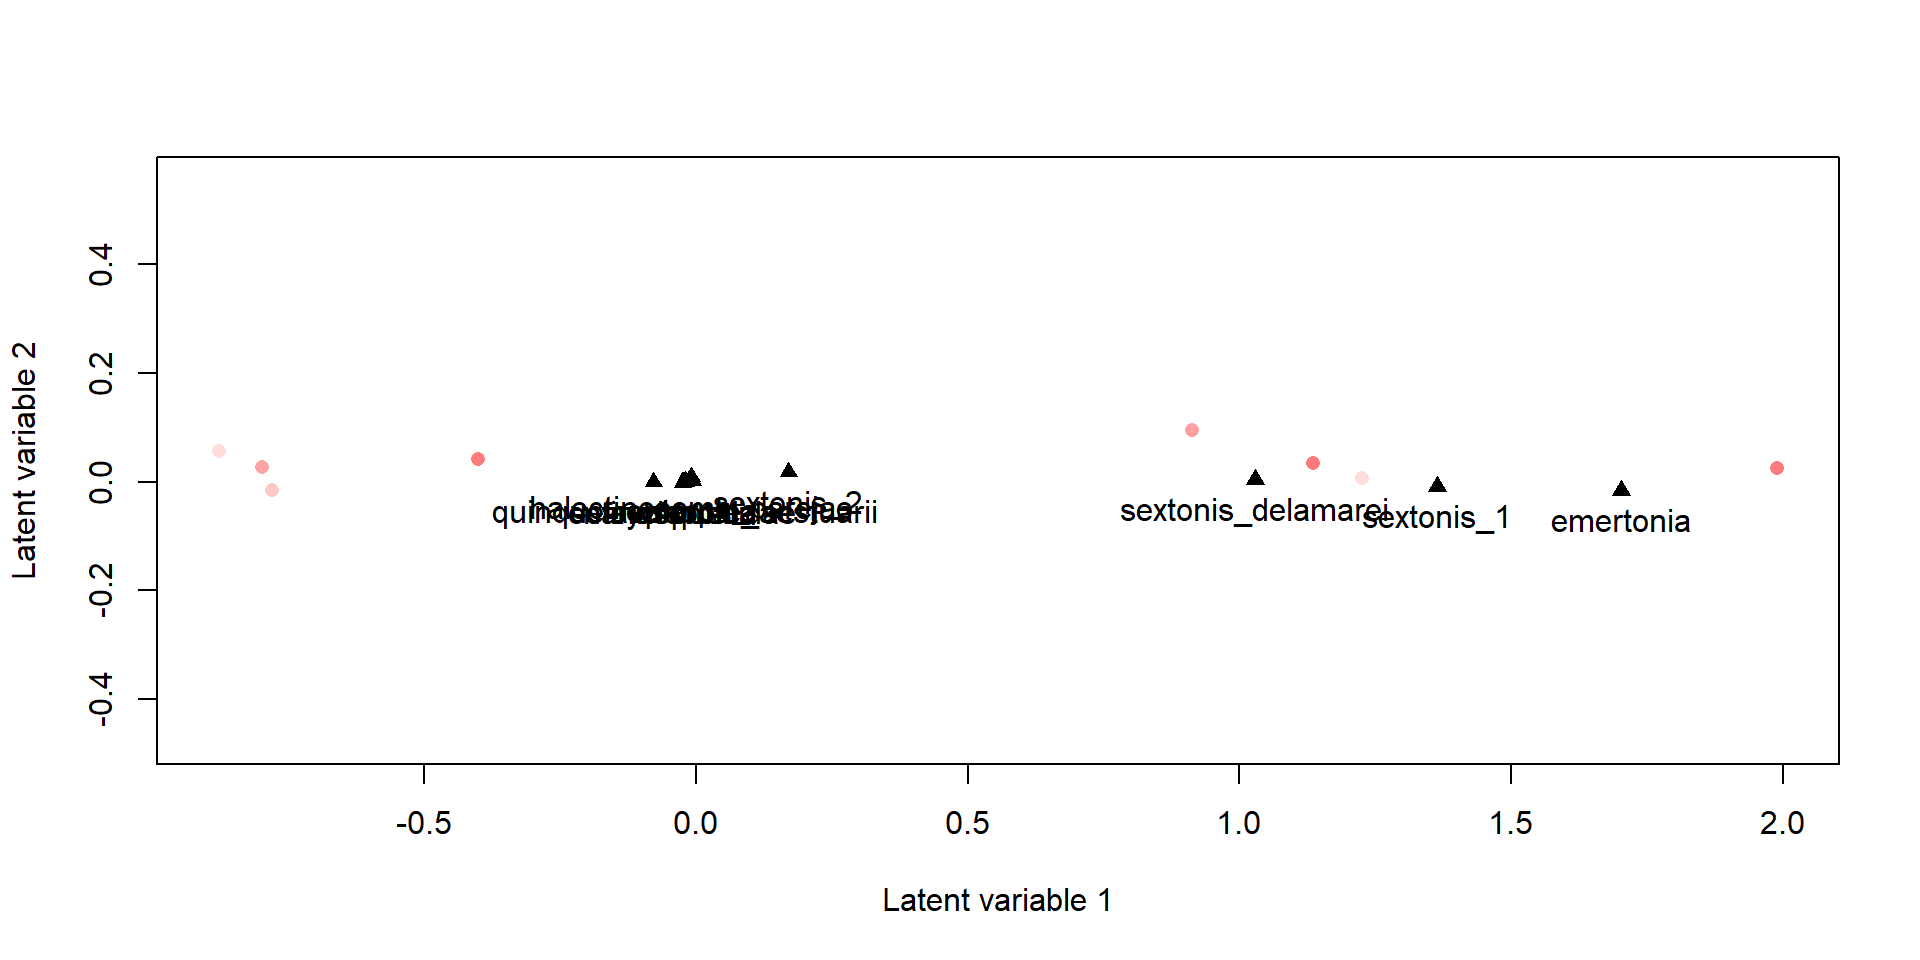 Latent variable 2
0.4
0.2
0.0
-0.2
-0.4
sextonis_2
sextonis_delamarei
sextonis_1
emertonia
-0.5 0.0 0.5 1.0 1.5 2.0
Latent variable 1